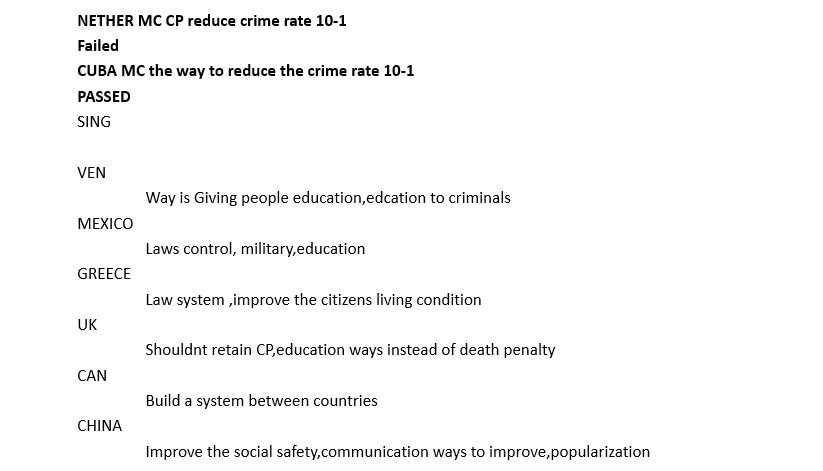 NETHER MC CP reduce crime rate 10-1
Failed
CUBA MC the way to reduce the crime rate 10-1
PASSED
SING
VEN
Way is Giving people education,edcation to criminals
MEXICO
Laws control, military,education
GREECE
Law system ,improve the citizens living condition
UK
Shouldnt retain CP,education ways instead of death penalty
CAN
Build a system between countries
CHINA
Improve the social safety,communication ways to improve,popularization